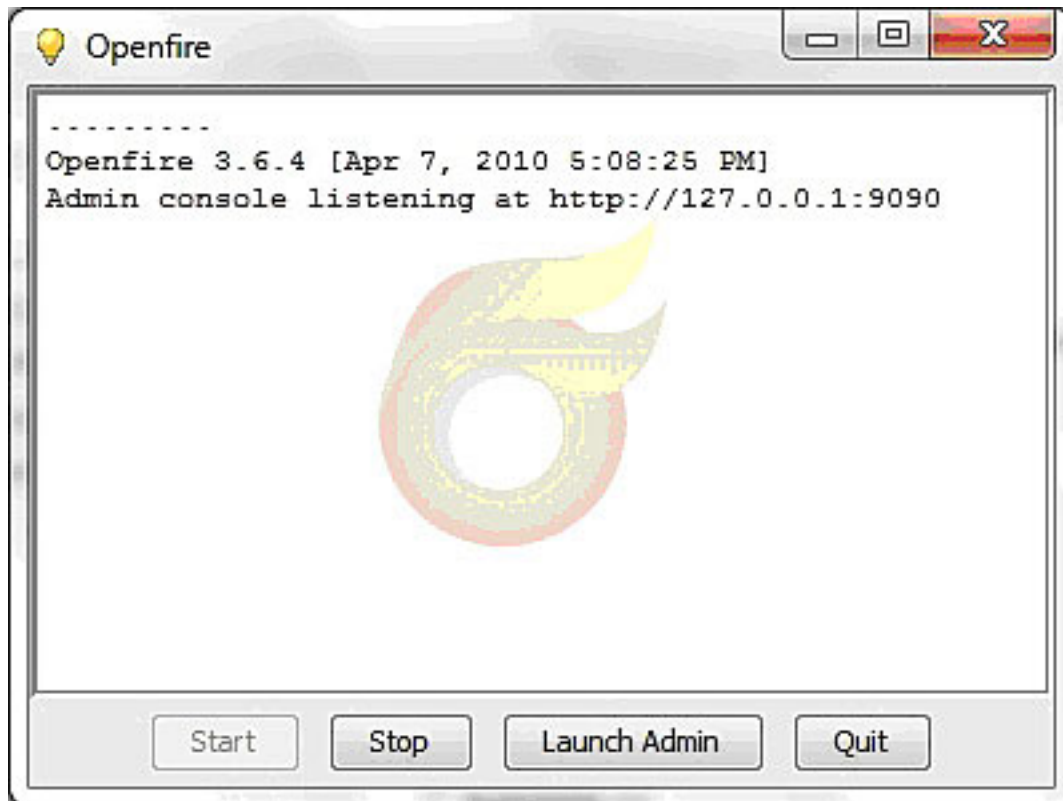 Openfire
---------
Openfire 3.6.4 [Apr 7, 2010 5:08:25 PM]
Admin console listening at http://127.0.0.1:9090
Start Stop Launch Admin Quit